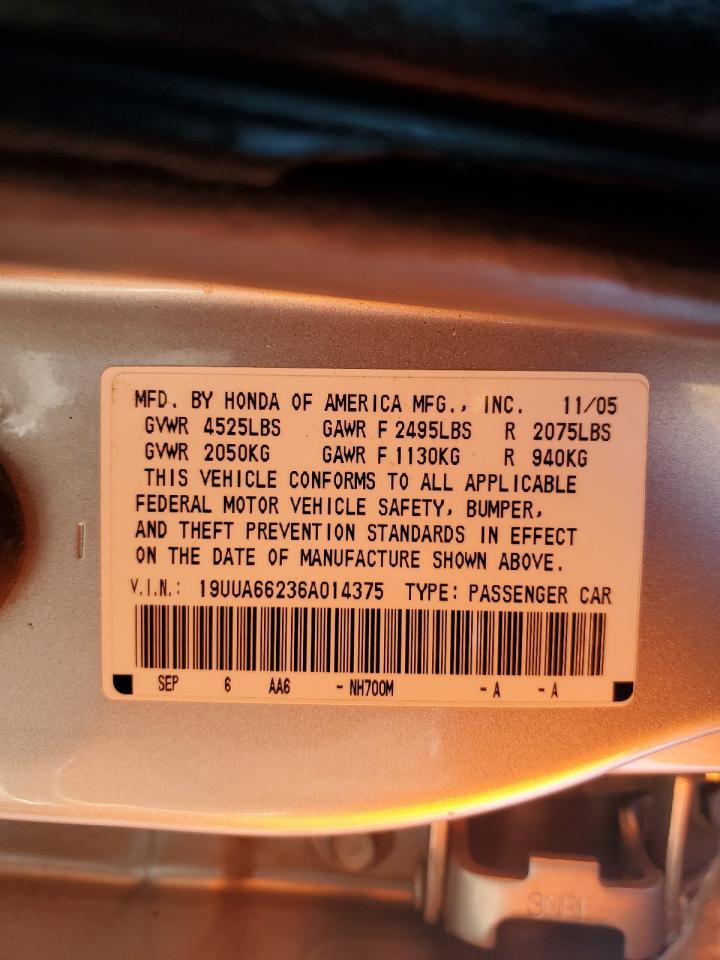 MFD. BY HONDA OF AMERICA MFG., INC. 11/05
GVWR 4525LBS GAWR F 2495LBS R 2075LBS
GVWR 2050KG GAWR F 1130KG R 940KG
THIS VEHICLE CONFORMS TO ALL APPLICABLE
FEDERAL MOTOR VEHICLE SAFETY, BUMPER,
AND THEFT PREVENTION STANDARDS IN EFFECT
ON THE DATE OF MANUFACTURE SHOWN ABOVE.
V.I.N.: 19UUA66236A014375 TYPE: PASSENGER CAR
SEP 6 AA6 - NH700M - A - A